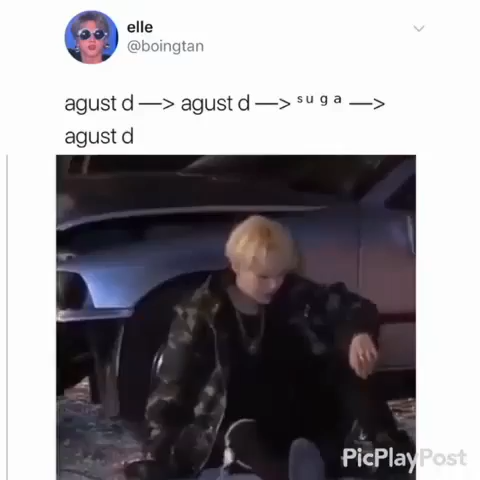 elle
@boingtan
agust d —> agust d —> ˢᵘᵍᵃ —>
agust d
PicPlayPost